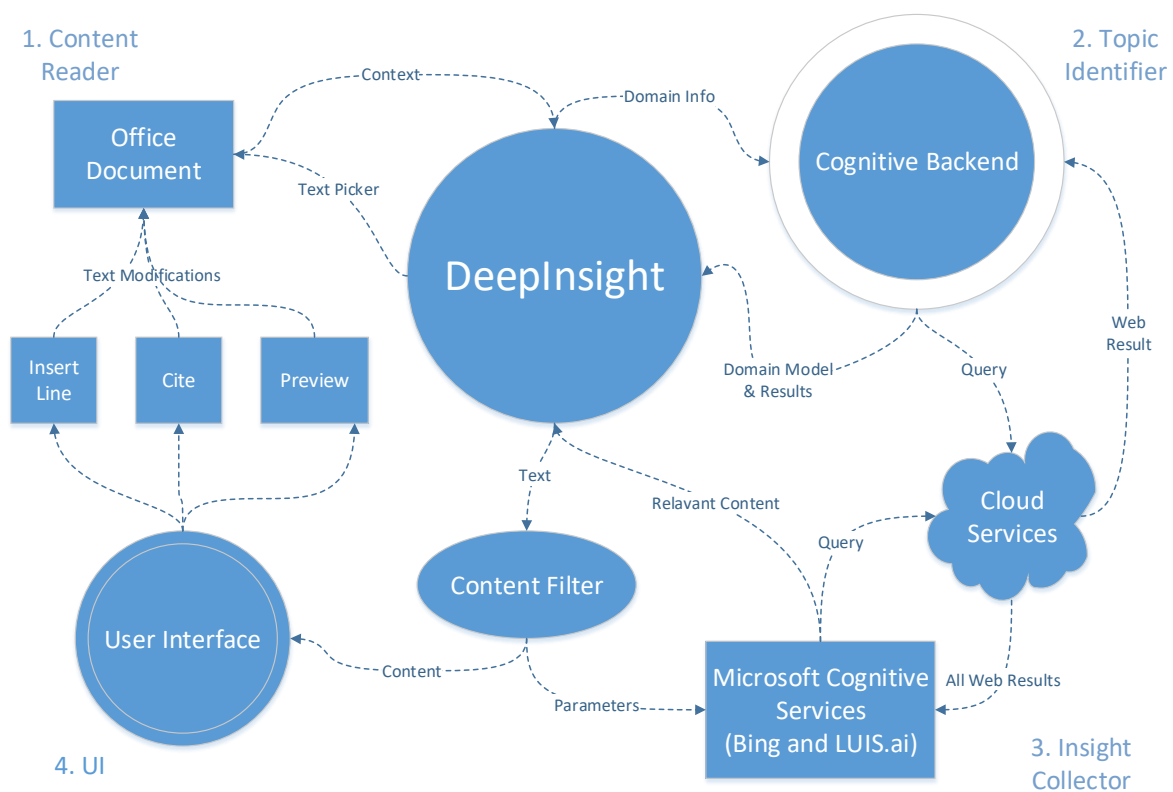 1. Content
Reader
2. Topic
Identifier
Context
Domain Info
Office
Document
Cognitive Backend
Text Picker
DeepInsight
Text Modifications
Web
Result
Insert
Line
Cite
Preview
Domain Model
& Results
Query
Text
Relavant Content
Cloud
Services
Query
Content Filter
User Interface
Content
Parameters
Microsoft Cognitive
Services
(Bing and LUIS.ai)
All Web Results
4. UI
3. Insight
Collector